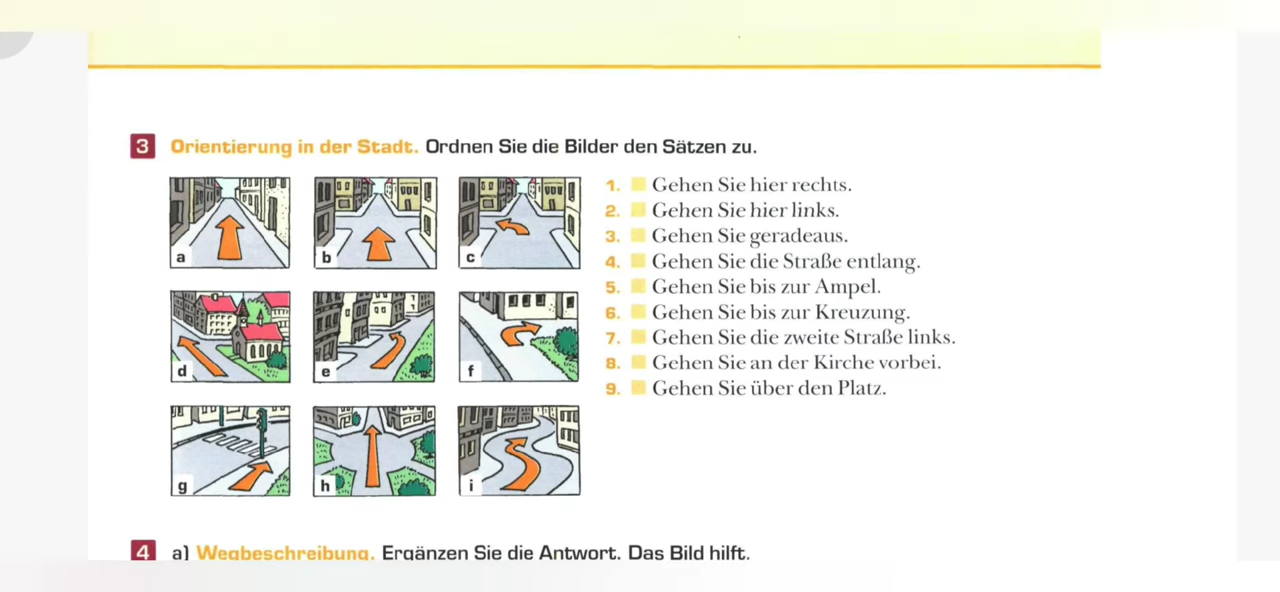 3 Orientierung in der Stadt. Ordnen Sie die Bilder den Sätzen zu.
a
b
c
d
e
f
g
h
i
1. Gehen Sie hier rechts.
2. Gehen Sie hier links.
3. Gehen Sie geradeaus.
4. Gehen Sie die Straße entlang.
5. Gehen Sie bis zur Ampel.
6. Gehen Sie bis zur Kreuzung.
7. Gehen Sie die zweite Straße links.
8. Gehen Sie an der Kirche vorbei.
9. Gehen Sie über den Platz.
4 a) Wegbeschreibung. Ergänzen Sie die Antwort. Das Bild hilft.